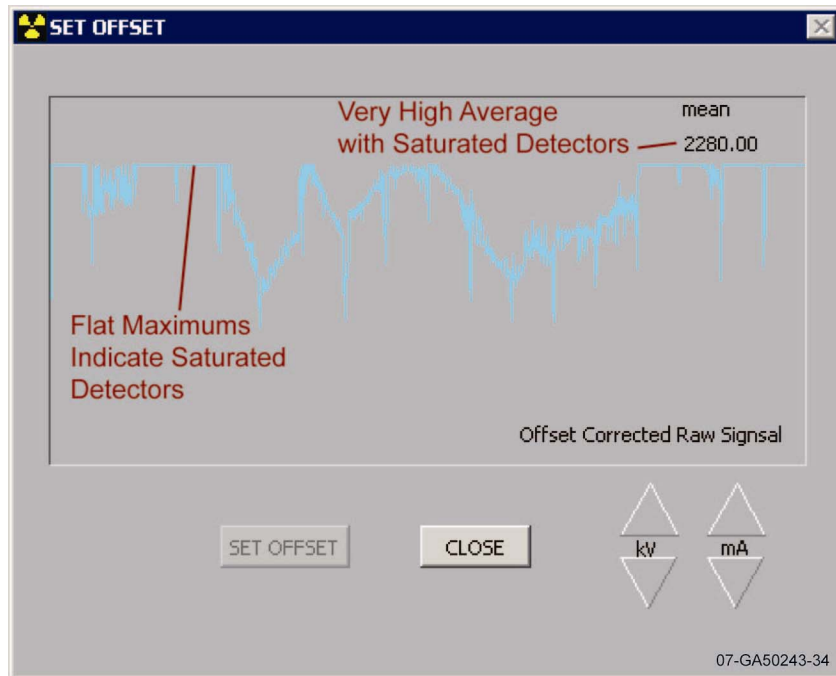 SET OFFSET
Very High Average
with Saturated Detectors
mean
2280.00
Flat Maximums
Indicate Saturated
Detectors
Offset Corrected Raw Signsal
SET OFFSET
CLOSE
kV
mA
07-GA50243-34